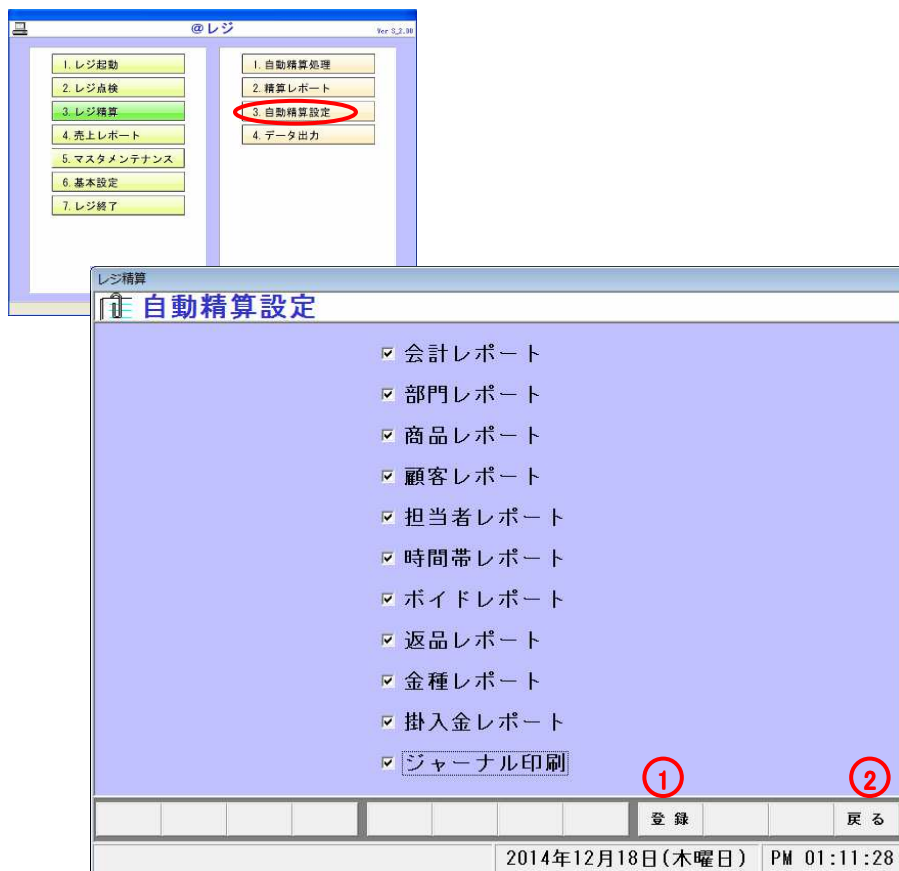 @レジ
Ver S_2.00
1. レジ起動
2. レジ点検
3. レジ精算
4. 売上レポート
5. マスタメンテナンス
6. 基本設定
7. レジ終了
1. 自動精算処理
2. 精算レポート
3. 自動精算設定
4. データ出力
レジ精算
自動精算設定
会計レポート
部門レポート
商品レポート
顧客レポート
担当者レポート
時間帯レポート
ボイドレポート
返品レポート
金種レポート
掛入金レポート
ジャーナル印刷
1 2
登録 戻る
2014年12月18日(木曜日) PM 01:11:28